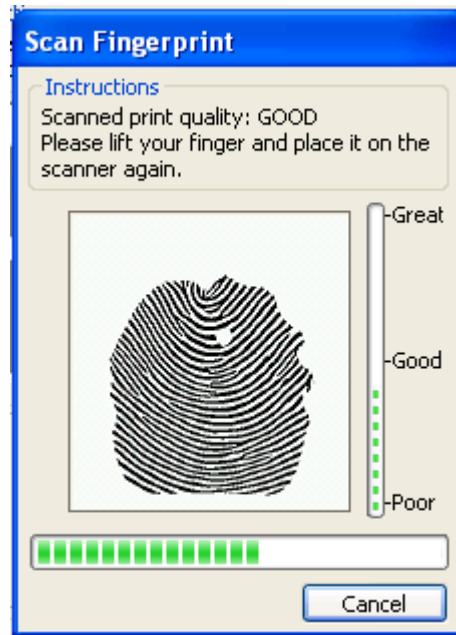 Scan Fingerprint
Instructions
Scanned print quality: GOOD
Please lift your finger and place it on the
scanner again.
-Great
-Good
-Poor
Cancel